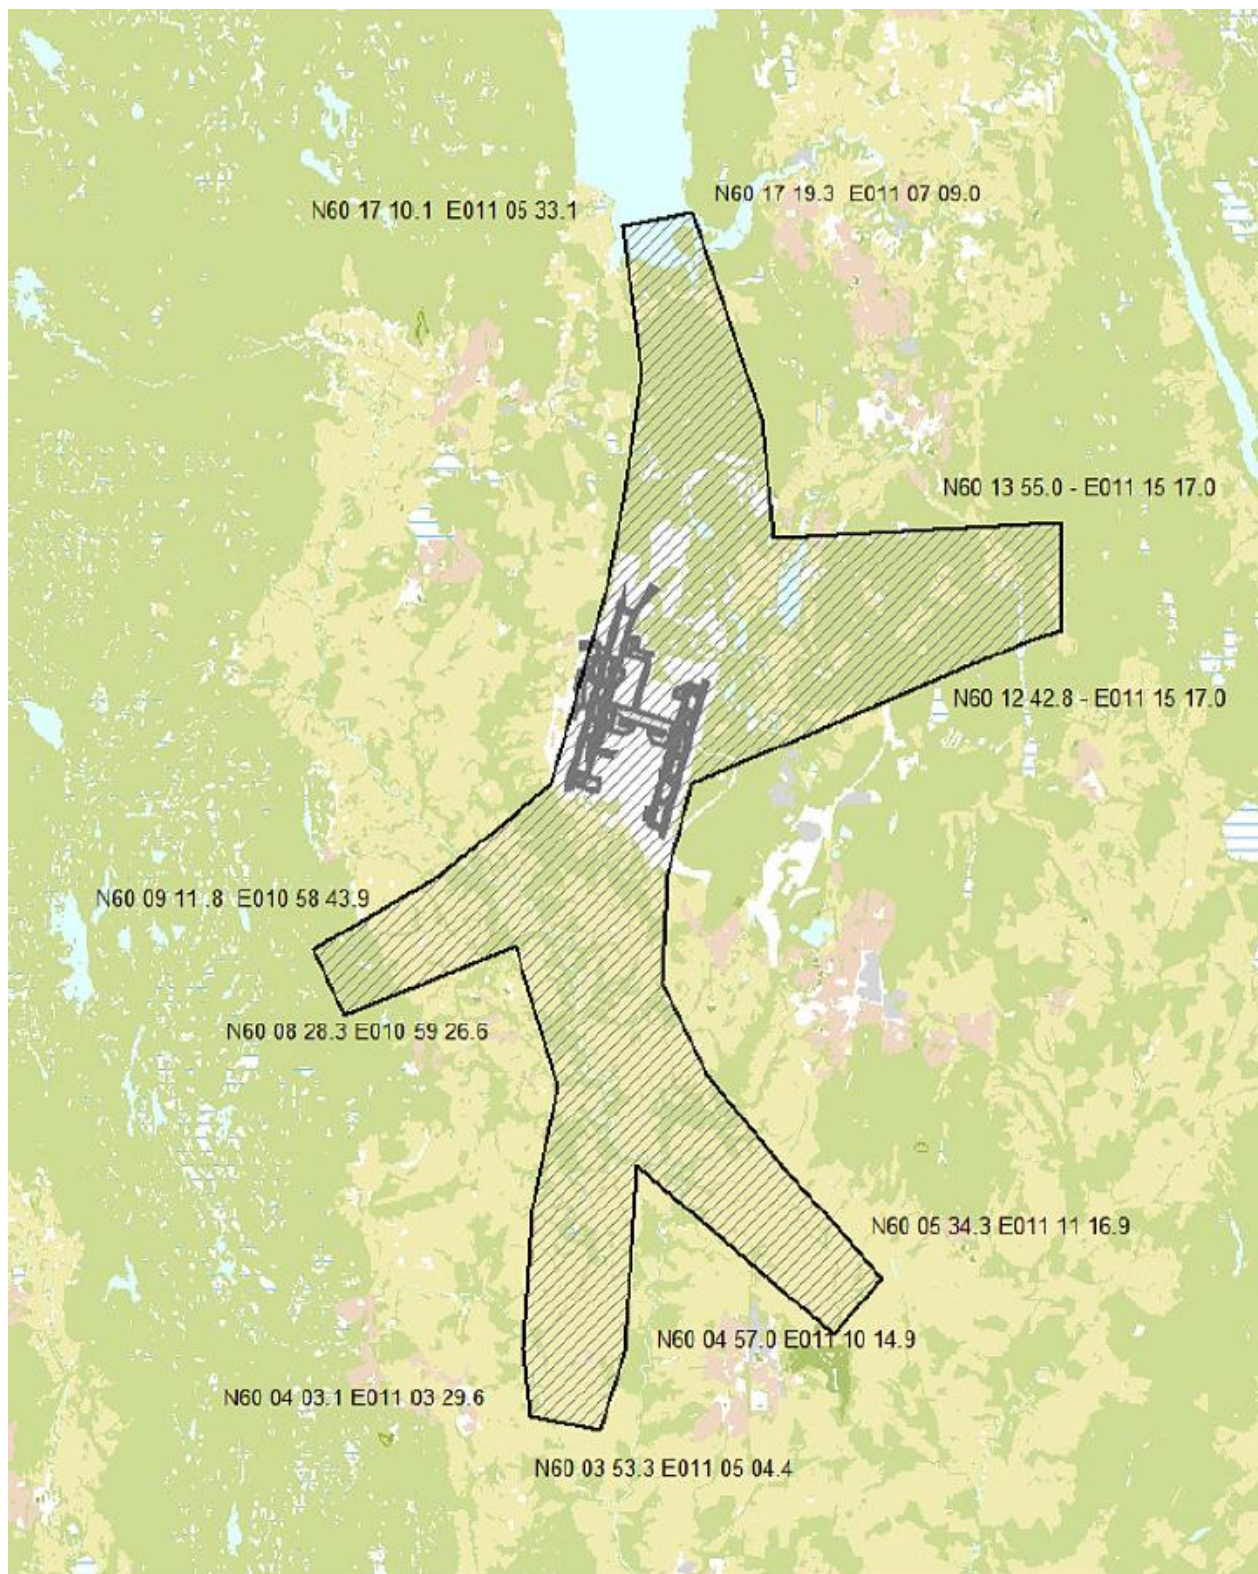 N60 17 19.3 E011 07 09.0
N60 17 10.1 E011 05 33.1
N60 13 55.0 - E011 15 17.0
N60 12 42.8 - E011 15 17.0
N60 09 11.8 E010 58 43.9
N60 08 28.3 E010 59 26.6
N60 05 34.3 E011 11 16.9
N60 04 57.0 E011 10 14.9
N60 04 03.1 E011 03 29.6
N60 03 53.3 E011 05 04.4